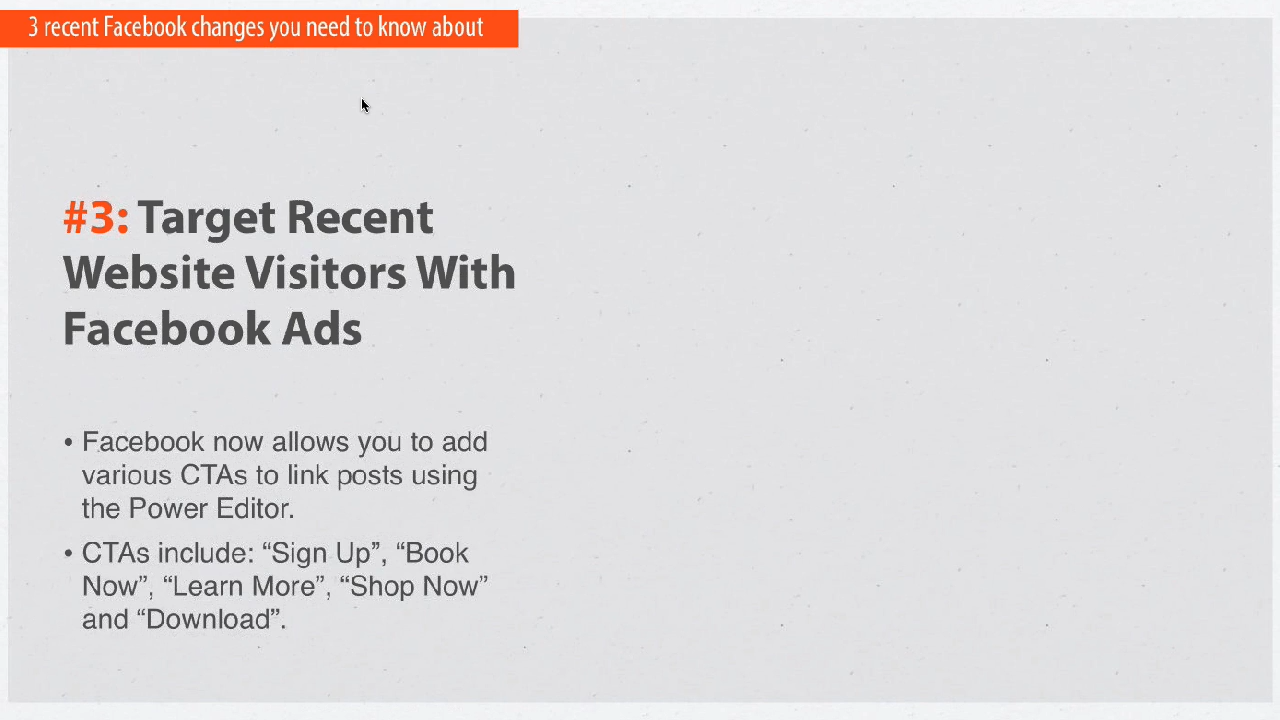 3 recent Facebook changes you need to know about
#3: Target Recent
Website Visitors With
Facebook Ads
• Facebook now allows you to add
various CTAs to link posts using
the Power Editor.
• CTAs include: “Sign Up”, “Book
Now”, “Learn More”, “Shop Now”
and “Download”.